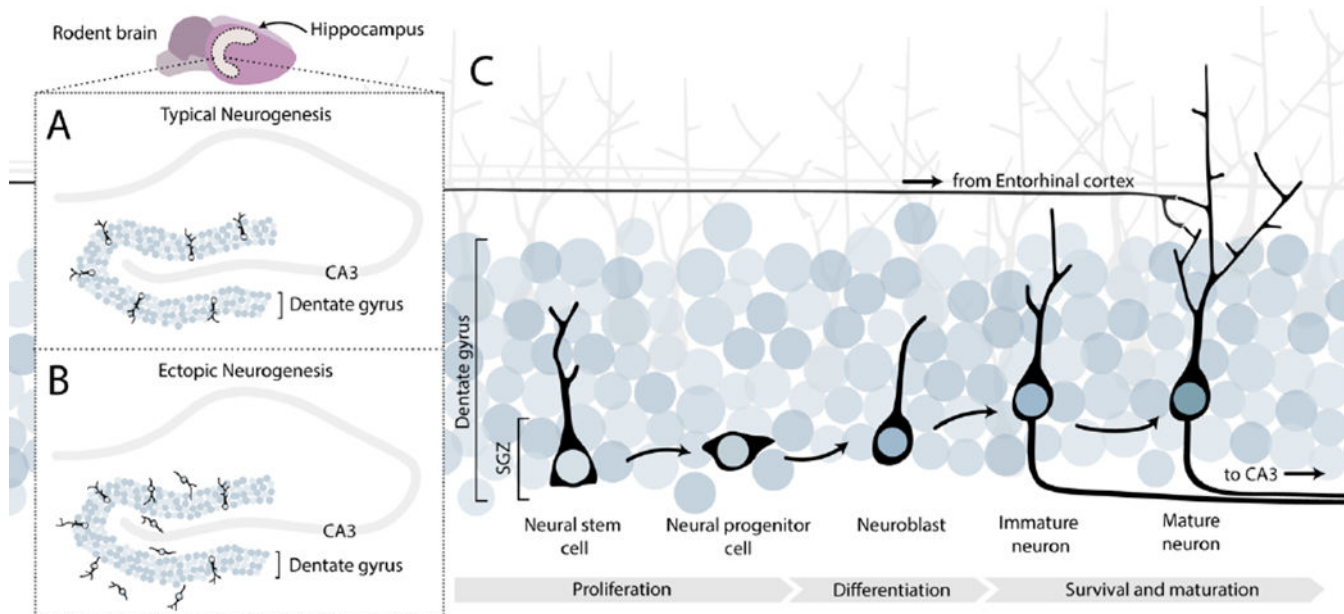 Rodent brain
Hippocampus
A
Typical Neurogenesis
CA3
Dentate gyrus
B
Ectopic Neurogenesis
CA3
Dentate gyrus
C
from Entorhinal cortex
Dentate gyrus
SGZ
to CA3
Neural stem
cell
Neural progenitor
cell
Neuroblast
Immature
neuron
Mature
neuron
Proliferation
Differentiation
Survival and maturation